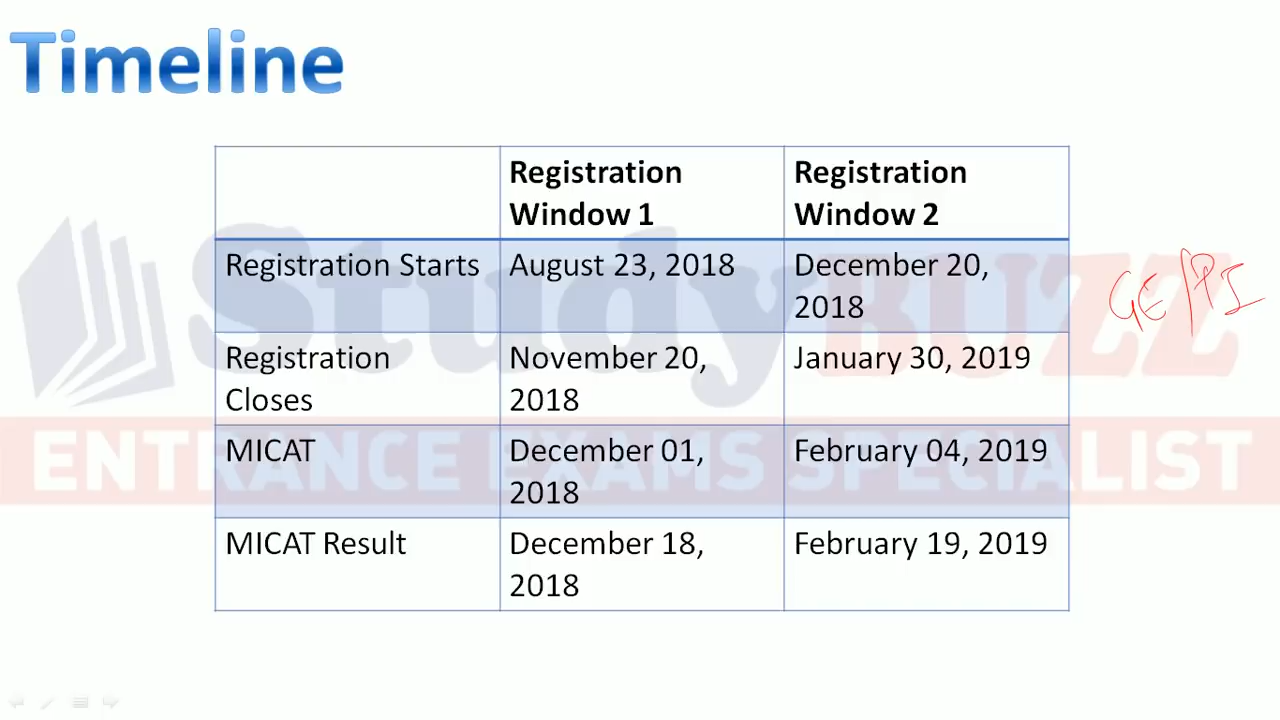 Timeline
Registration
Window 1
Registration
Window 2
Registration Starts
August 23, 2018
December 20,
2018
Registration
Closes
November 20,
2018
January 30, 2019
MICAT
December 01,
2018
February 04, 2019
MICAT Result
December 18,
2018
February 19, 2019
GE/PI
StudyBUZZ
ENTRANCE EXAMS SPECIALIST